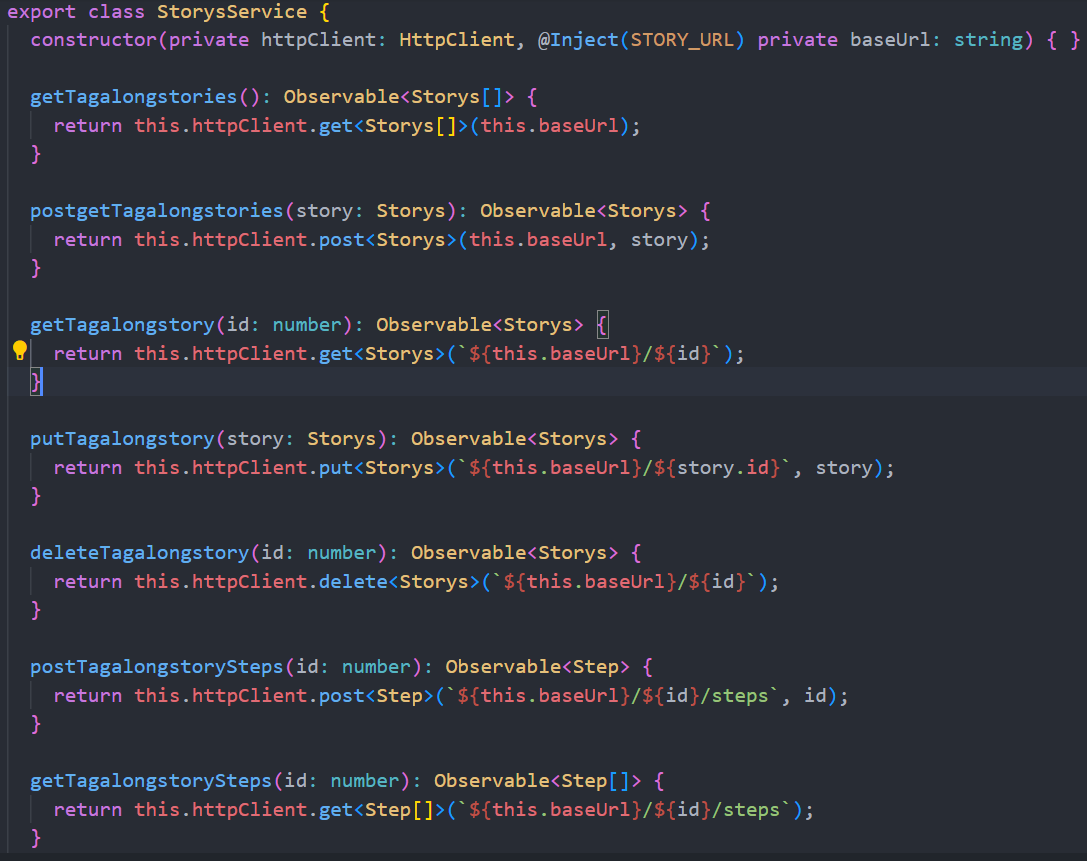 export class StorysService {
constructor(private httpClient: HttpClient, @Inject(STORY_URL) private baseUrl: string) { }
getTagalongstories(): Observable<Storys[]> {
return this.httpClient.get<Storys[]>(this.baseUrl);
}
postgetTagalongstories(story: Storys): Observable<Storys> {
return this.httpClient.post<Storys>(this.baseUrl, story);
}
getTagalongstory(id: number): Observable<Storys> {
return this.httpClient.get<Storys>(`${this.baseUrl}/${id}`);
}
putTagalongstory(story: Storys): Observable<Storys> {
return this.httpClient.put<Storys>(`${this.baseUrl}/${story.id}`, story);
}
deleteTagalongstory(id: number): Observable<Storys> {
return this.httpClient.delete<Storys>(`${this.baseUrl}/${id}`);
}
postTagalongstorySteps(id: number): Observable<Step> {
return this.httpClient.post<Step>(`${this.baseUrl}/${id}/steps`, id);
}
getTagalongstorySteps(id: number): Observable<Step[]> {
return this.httpClient.get<Step[]>(`${this.baseUrl}/${id}/steps`);
}